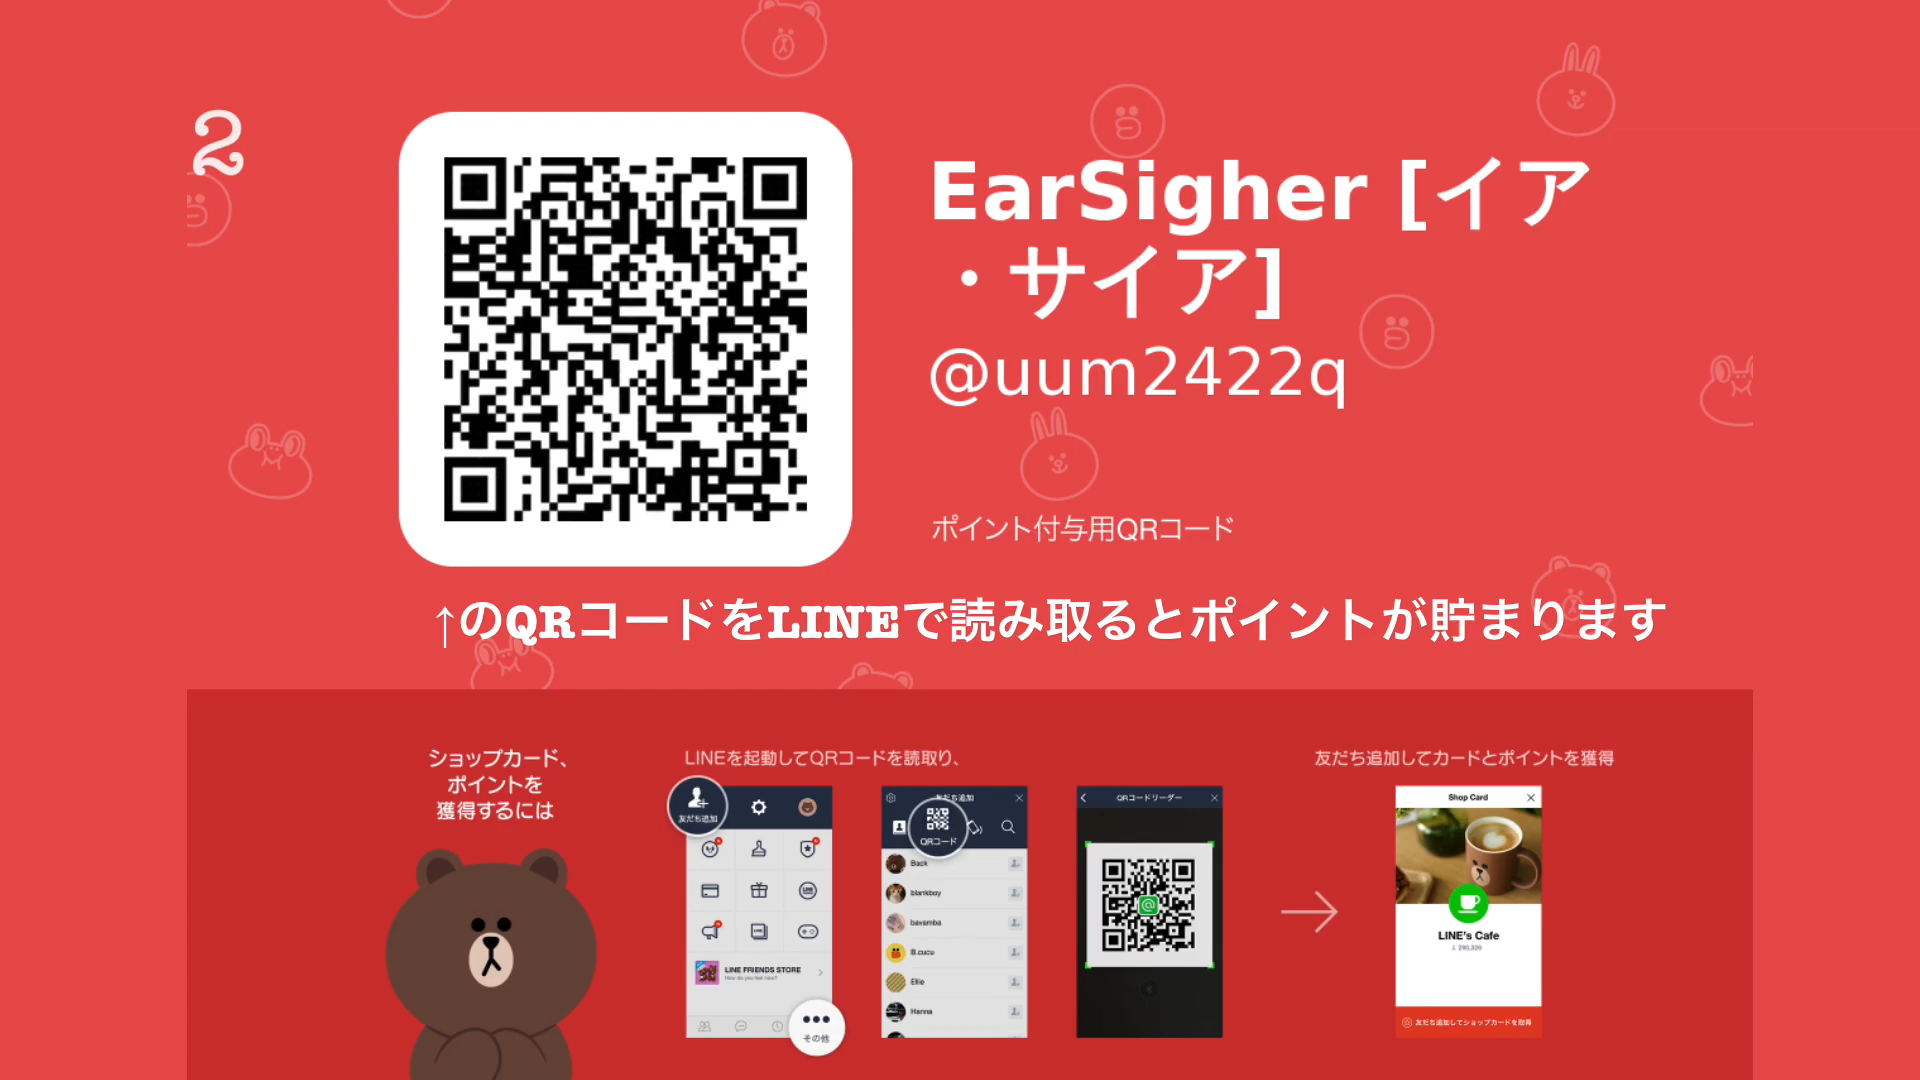 2
EarSigher [イア
・サイア]
@uum2422q
ポイント付与用QRコード
↑のQRコードをLINEで読み取るとポイントが貯まります
ショップカード、
ポイントを
獲得するには
LINEを起動してQRコードを読取り、
友だち追加してカードとポイントを獲得
友だち追加
LINE FRIENDS STORE
How do you feel now?
その他
友だち追加
QRコード
Back
blankboy
bavamba
B.cucu
Ellie
Hanna
QRコードリーダー
Shop Card
LINE's Cafe
290,326
友だち追加してショップカードを取得